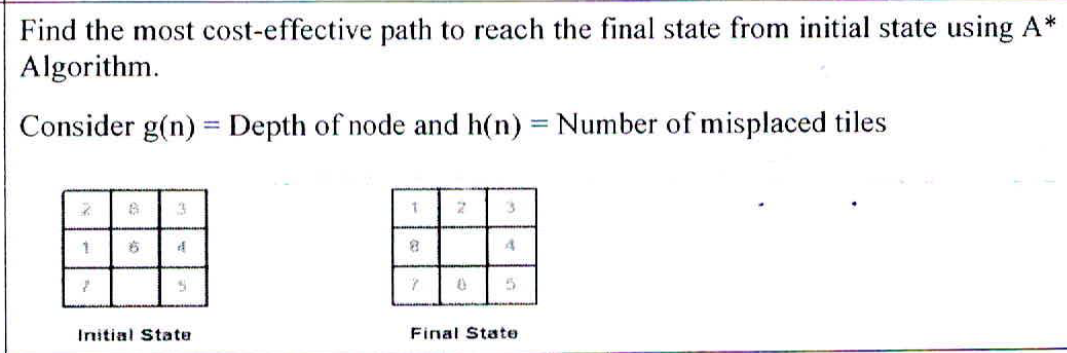 Find the most cost-effective path to reach the final state from initial state using A*
Algorithm.
Consider g(n) = Depth of node and h(n) = Number of misplaced tiles
2 8 3 1 2 3
1 6 4 8 4
7 5 7 6 5
Initial State Final State